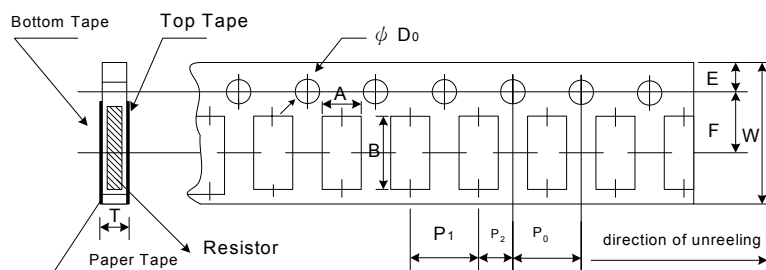 Bottom Tape
Top Tape
ϕ D0
A
B
E
F
W
T
Paper Tape
Resistor
P1
P2
P0
direction of unreeling